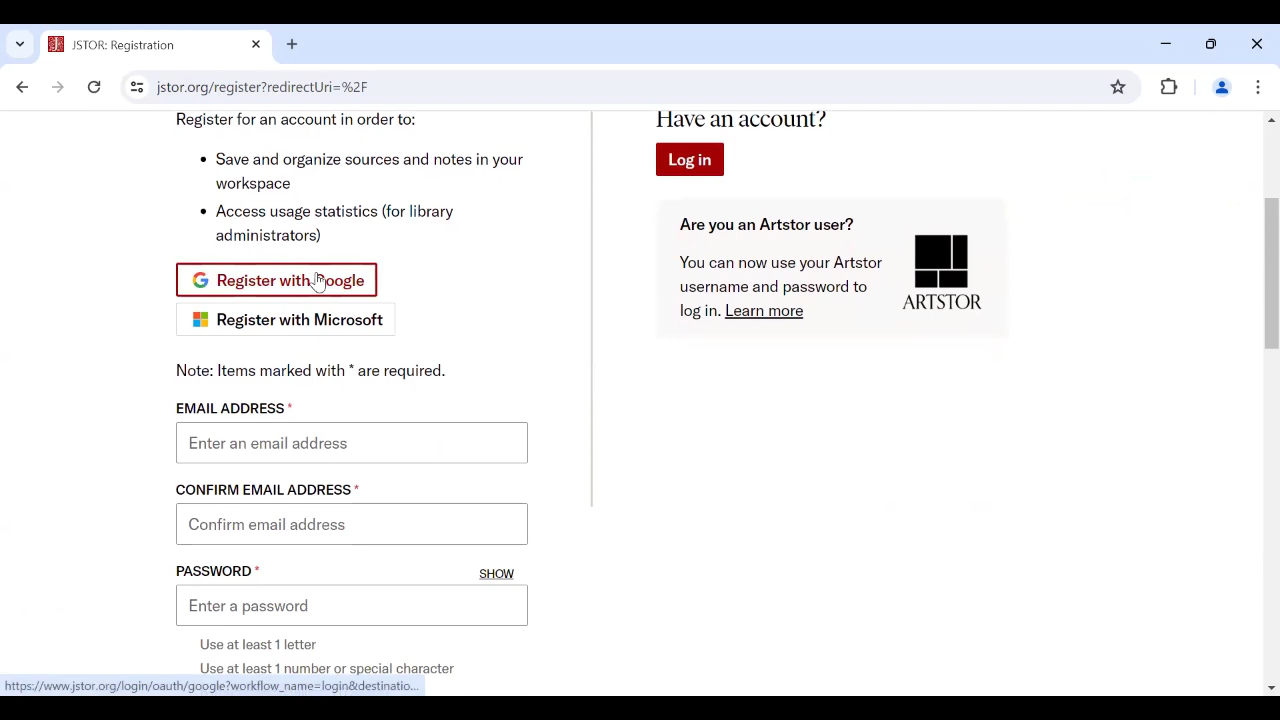 JSTOR: Registration
jstor.org/register?redirectUri=%2F
Register for an account in order to:
Save and organize sources and notes in your
workspace
Access usage statistics (for library
administrators)
Register with Google
Register with Microsoft
Note: Items marked with * are required.
EMAIL ADDRESS *
Enter an email address
CONFIRM EMAIL ADDRESS *
Confirm email address
PASSWORD *
SHOW
Enter a password
Use at least 1 letter
Use at least 1 number or special character
Have an account?
Log in
Are you an Artstor user?
You can now use your Artstor
username and password to
log in. Learn more
ARTSTOR
https://www.jstor.org/login/oauth/google?workflow_name=login&destinatio...